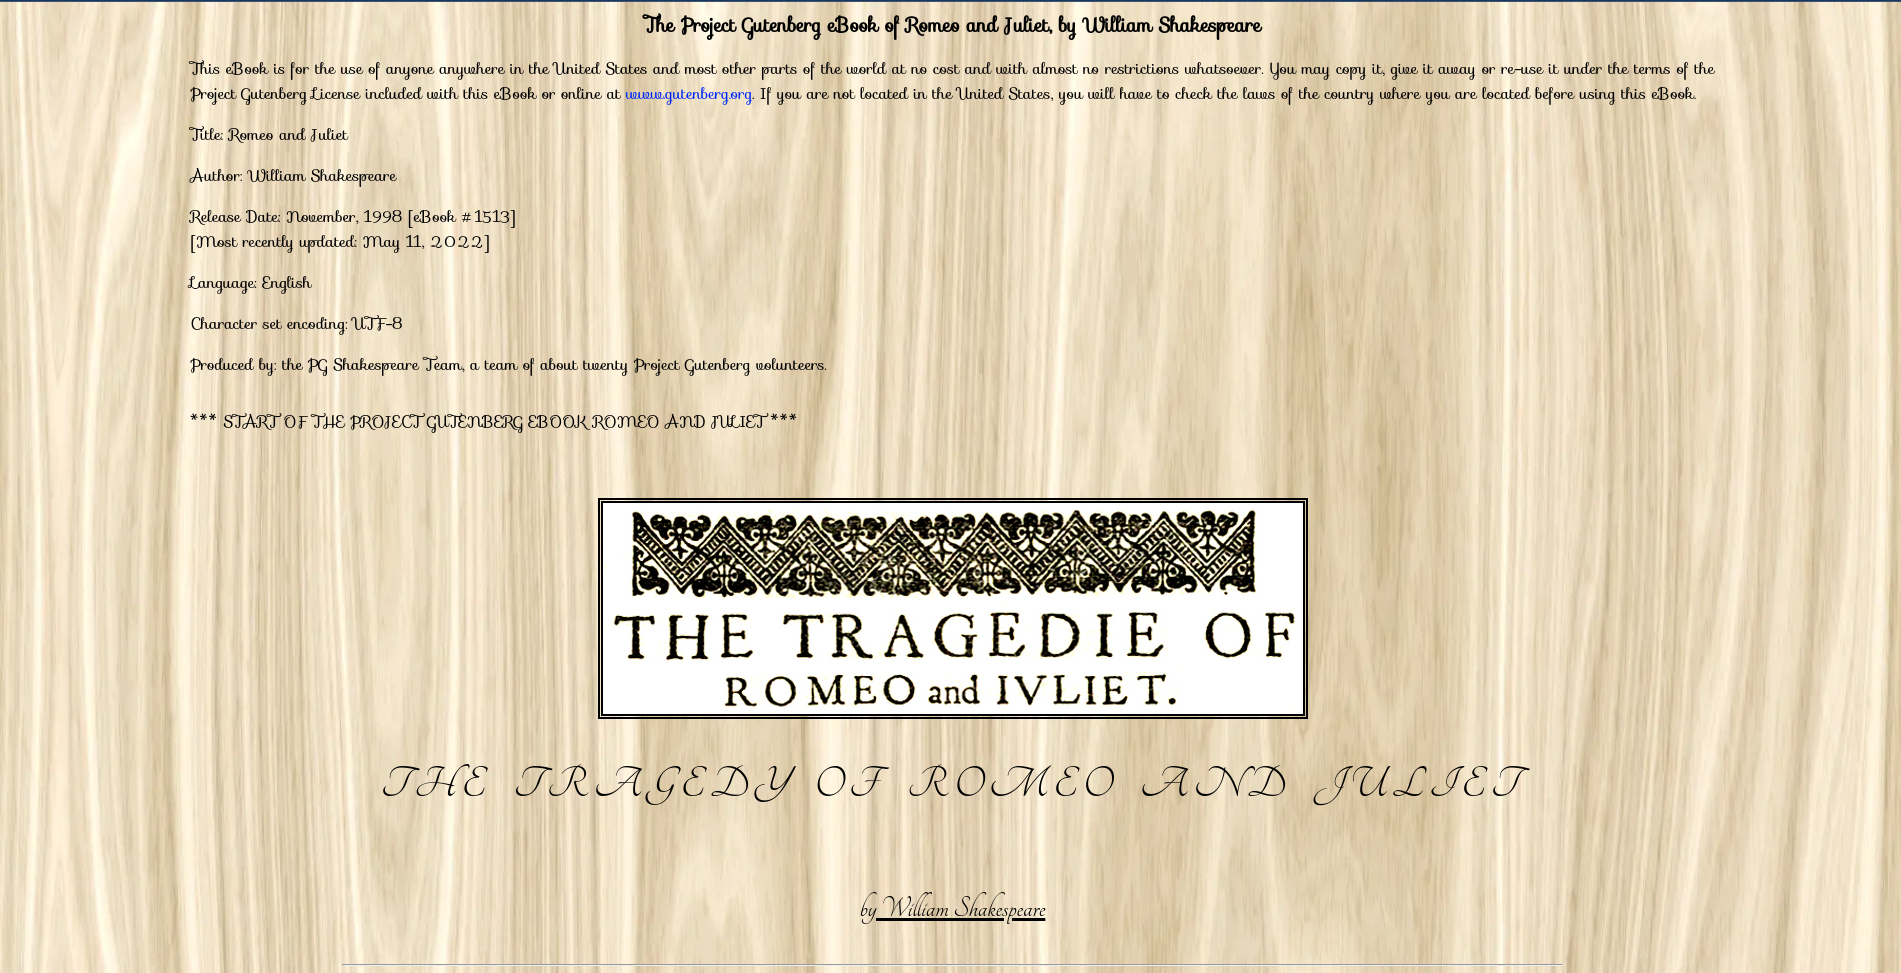 The Project Gutenberg eBook of Romeo and Juliet, by William Shakespeare
This eBook is for the use of anyone anywhere in the United States and most other parts of the world at no cost and with almost no restrictions whatsoever. You may copy it, give it away or re-use it under the terms of the
Project Gutenberg License included with this eBook or online at www.gutenberg.org. If you are not located in the United States, you will have to check the laws of the country where you are located before using this eBook.
Title: Romeo and Juliet
Author: William Shakespeare
Release Date: November, 1998 [eBook #1513]
[Most recently updated: May 11, 2022]
Language: English
Character set encoding: UTF-8
Produced by: the PG Shakespeare Team, a team of about twenty Project Gutenberg volunteers.
*** START OF THE PROJECT GUTENBERG EBOOK ROMEO AND JULIET ***
THE TRAGEDIE OF
ROMEO and IVLIET.
THE TRAGEDY OF ROMEO AND JULIET
by William Shakespeare